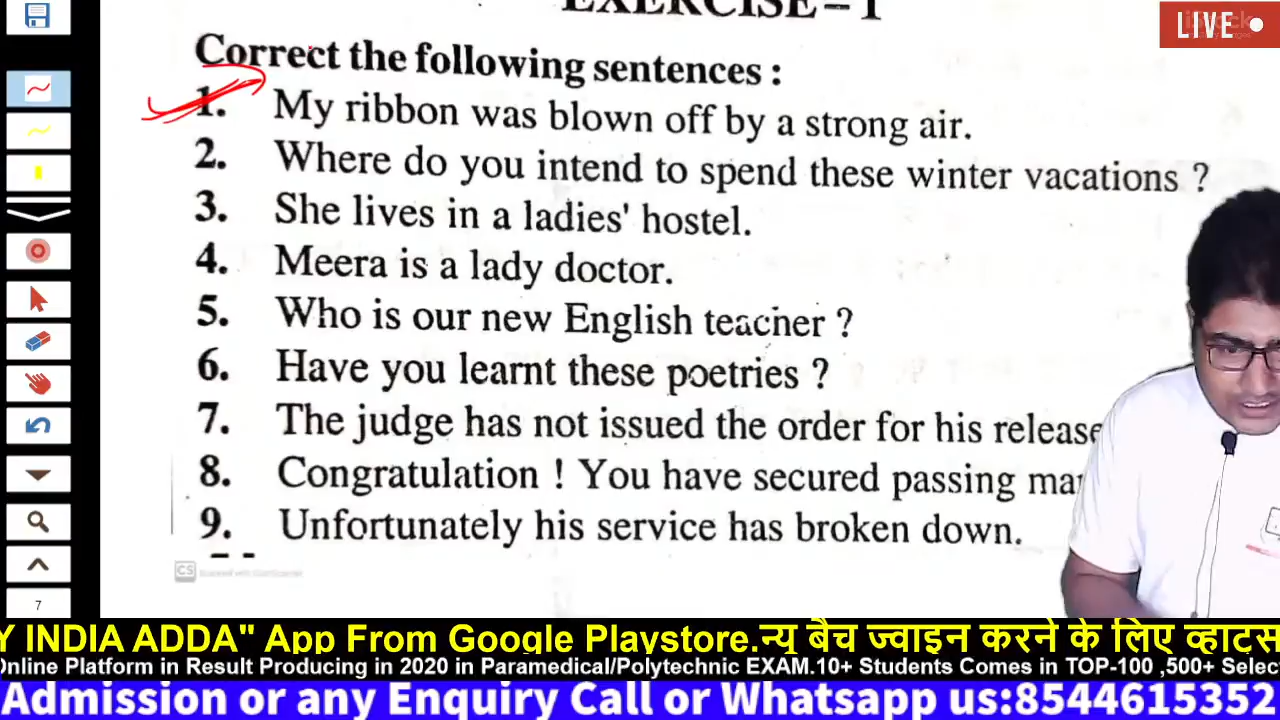 EXERCISE – 1
LIVE
Correct the following sentences :
1. My ribbon was blown off by a strong air.
2. Where do you intend to spend these winter vacations ?
3. She lives in a ladies' hostel.
4. Meera is a lady doctor.
5. Who is our new English teacher ?
6. Have you learnt these poetries ?
7. The judge has not issued the order for his release
8. Congratulation ! You have secured passing
9. Unfortunately his service has broken down.
CS
7
Y INDIA ADDA" App From Google Playstore.न्यू बैच ज्वाइन करने के लिए व्हाट्स
Online Platform in Result Producing in 2020 in Paramedical/Polytechnic EXAM.10+ Students Comes in TOP-100 ,500+ Selec
Admission or any Enquiry Call or Whatsapp us:8544615352